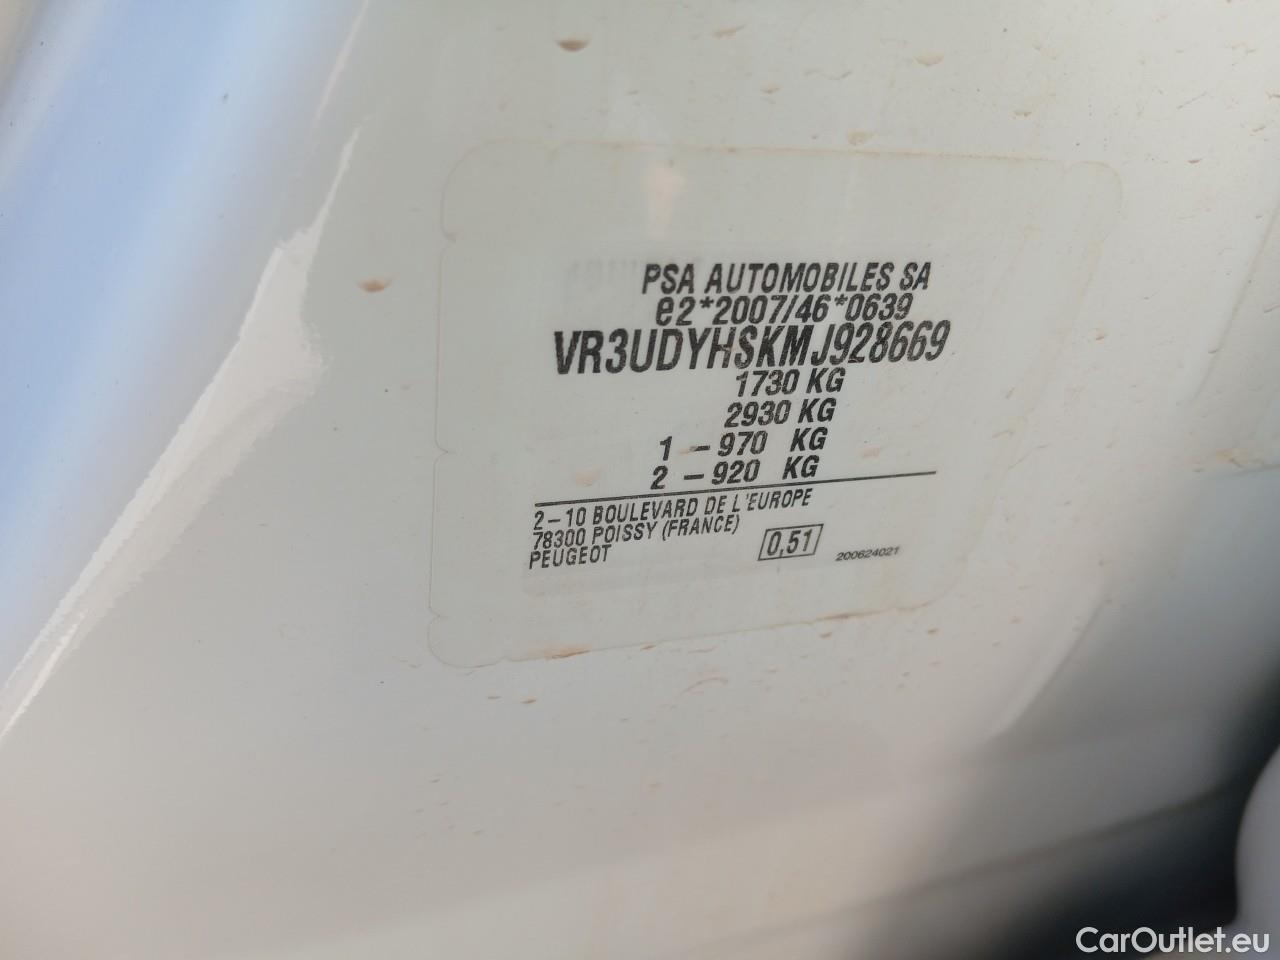 PSA AUTOMOBILES SA
e2*2007/46*0639
VR3UDYHSKMJ928669
1730 KG
2930 KG
1 - 970 KG
2 - 920 KG
2-10 BOULEVARD DE L'EUROPE
78300 POISSY (FRANCE)
PEUGEOT
0,51
200624021
CarOutlet.eu